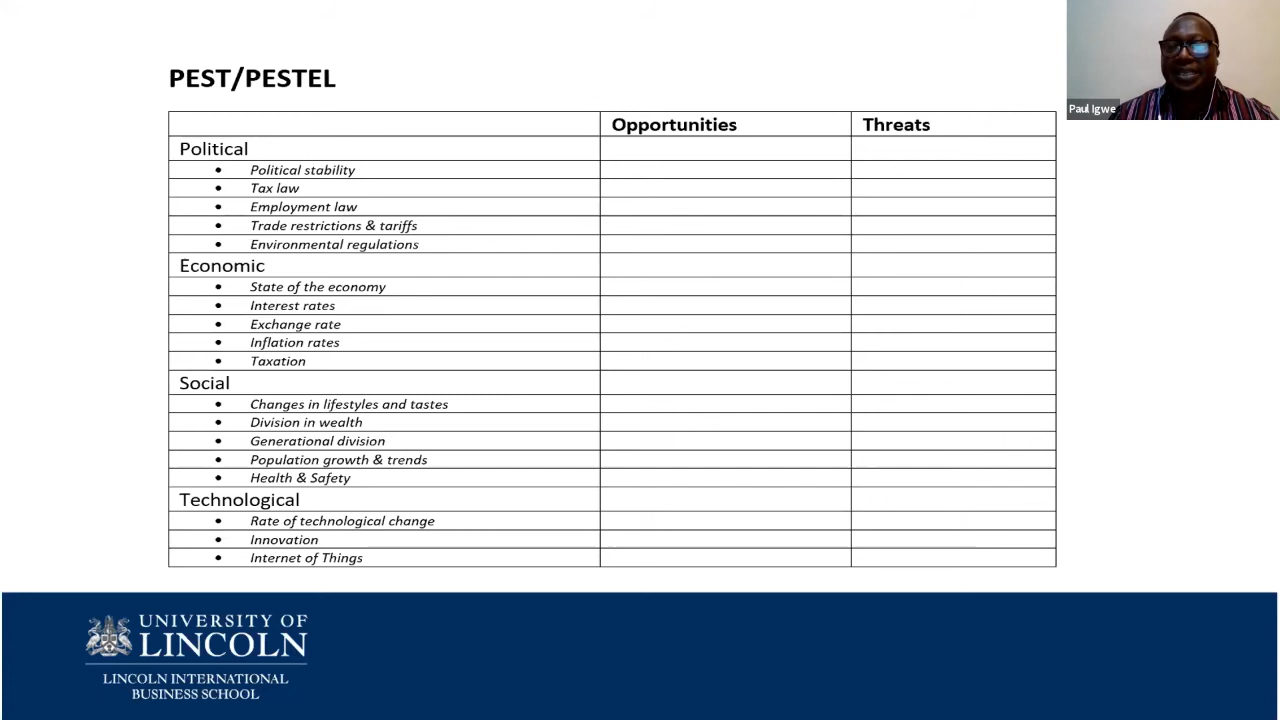 PEST/PESTEL
Opportunities Threats
Political
• Political stability
• Tax law
• Employment law
• Trade restrictions & tariffs
• Environmental regulations
Economic
• State of the economy
• Interest rates
• Exchange rate
• Inflation rates
• Taxation
Social
• Changes in lifestyles and tastes
• Division in wealth
• Generational division
• Population growth & trends
• Health & Safety
Technological
• Rate of technological change
• Innovation
• Internet of Things
Paul Igwe
UNIVERSITY OF
LINCOLN
LINCOLN INTERNATIONAL
BUSINESS SCHOOL